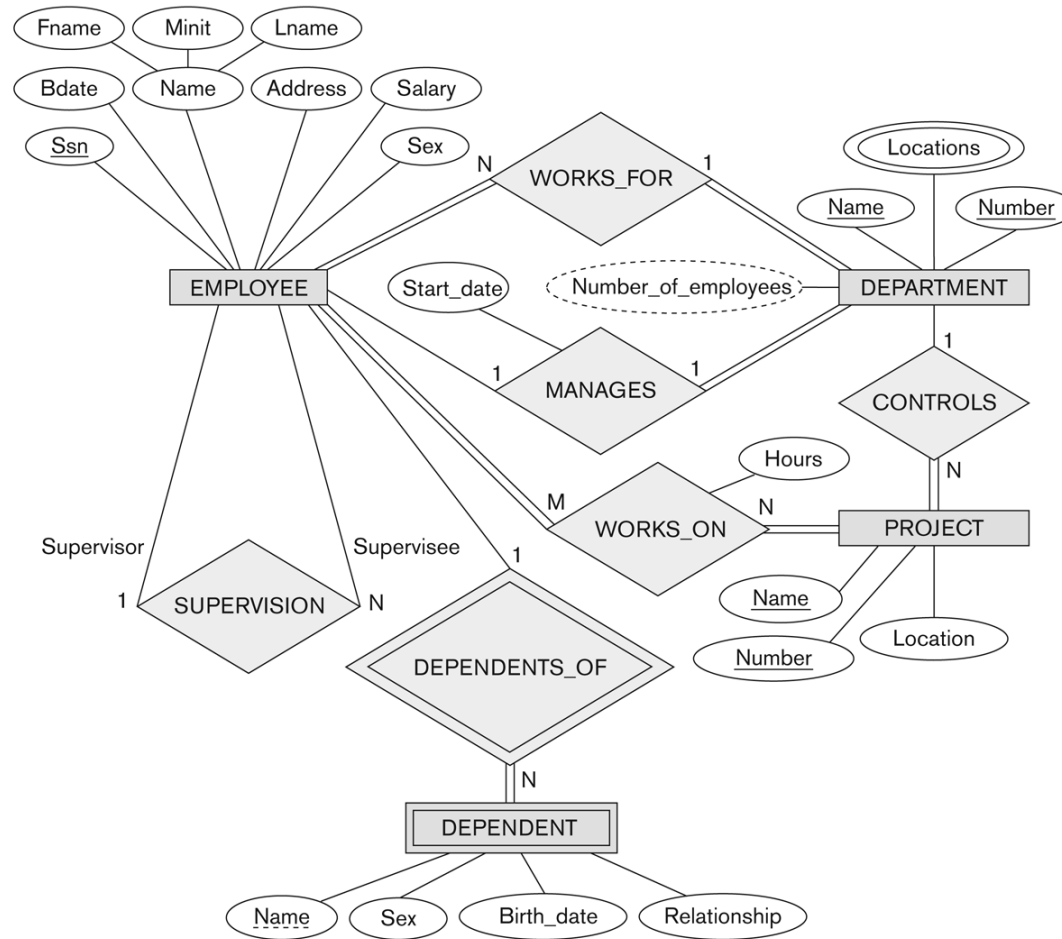 Fname
Minit
Lname
Bdate
Name
Address
Salary
Ssn
Sex
N
WORKS_FOR
1
Locations
Name
Number
EMPLOYEE
Start_date
Number_of_employees
DEPARTMENT
1
MANAGES
1
1
CONTROLS
N
Hours
M
WORKS_ON
N
PROJECT
Name
Number
Location
Supervisor
Supervisee
1
SUPERVISION
N
1
DEPENDENTS_OF
N
DEPENDENT
Name
Sex
Birth_date
Relationship